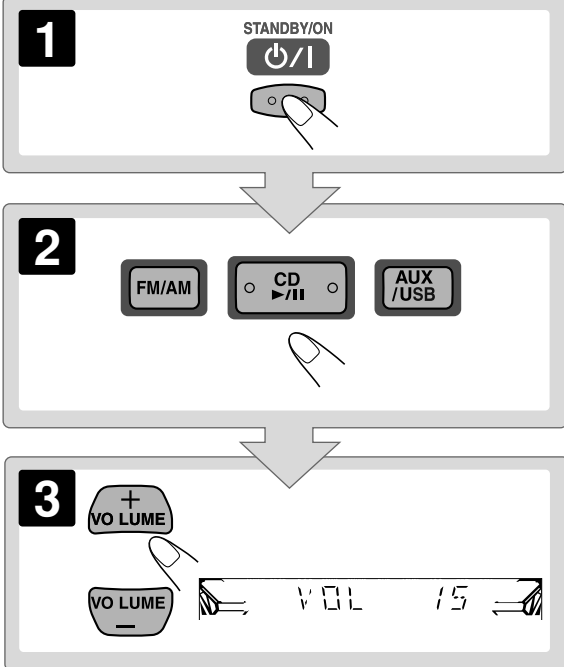 1
STANDBY/ON
⏻/I
2
FM/AM
CD
►/II
AUX
/USB
3
+
VO LUME
VO LUME
–
VOL 15